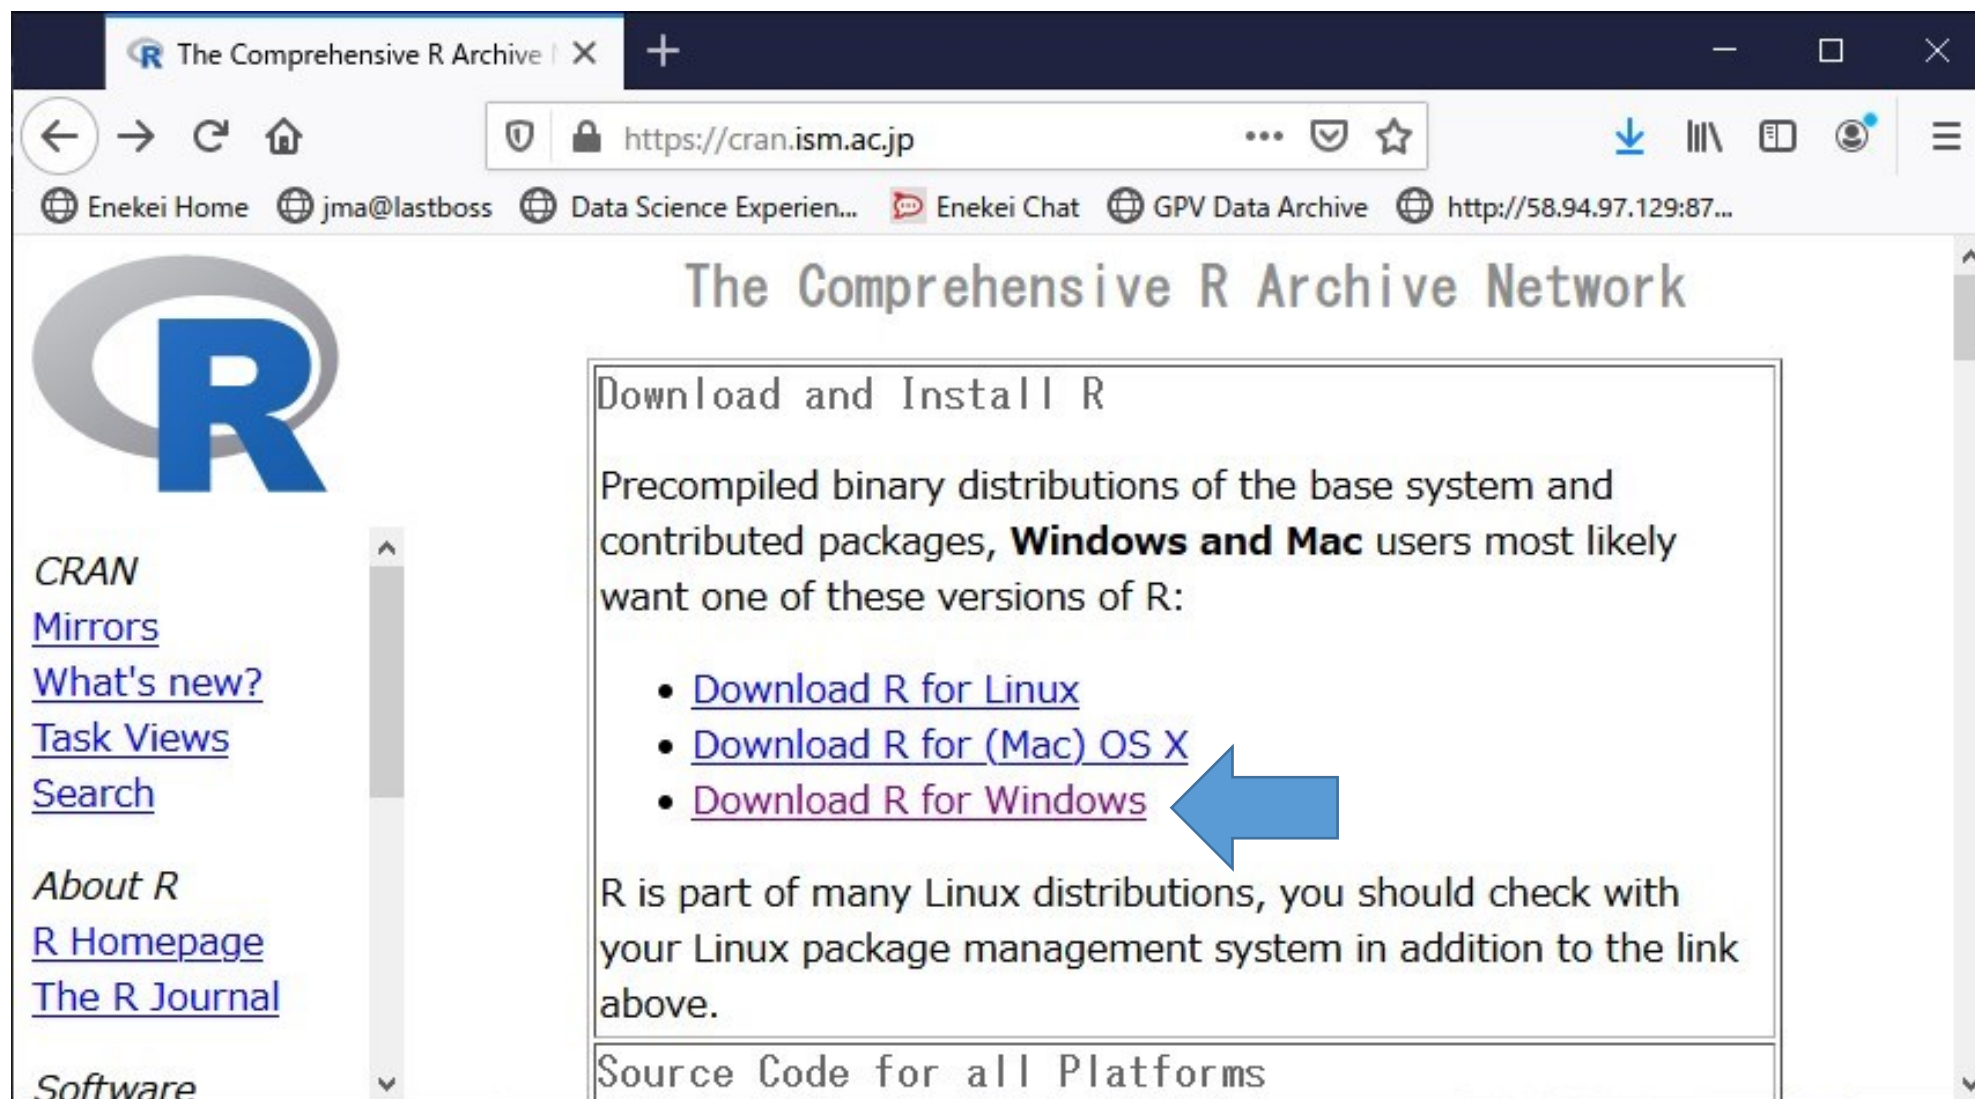 The Comprehensive R Archive
https://cran.ism.ac.jp
Enekei Home jma@lastboss Data Science Experien... Enekei Chat GPV Data Archive http://58.94.97.129:87...
R
CRAN
Mirrors
What's new?
Task Views
Search
About R
R Homepage
The R Journal
Software
The Comprehensive R Archive Network
Download and Install R
Precompiled binary distributions of the base system and
contributed packages, Windows and Mac users most likely
want one of these versions of R:
• Download R for Linux
• Download R for (Mac) OS X
• Download R for Windows
R is part of many Linux distributions, you should check with
your Linux package management system in addition to the link
above.
Source Code for all Platforms